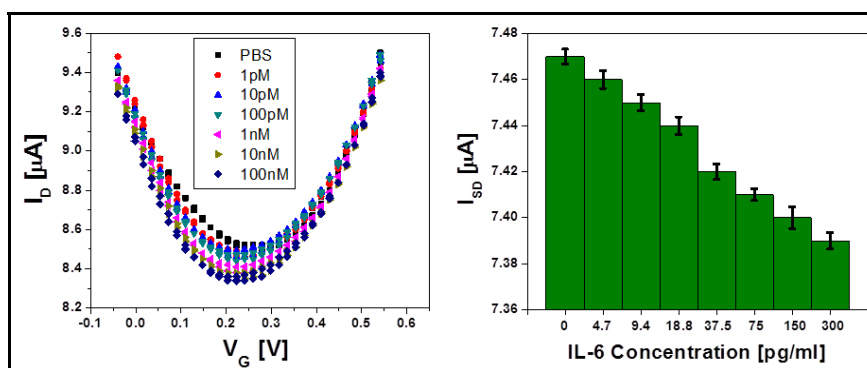 9.6
9.4
9.2
9.0
8.8
8.6
8.4
8.2
I_D [µA]
PBS
1pM
10pM
100pM
1nM
10nM
100nM
-0.1 0.0 0.1 0.2 0.3 0.4 0.5 0.6
V_G [V]
7.48
7.46
7.44
7.42
7.40
7.36
I_SD [µA]
0 4.7 9.4 18.8 37.5 75 150 300
IL-6 Concentration [pg/ml]